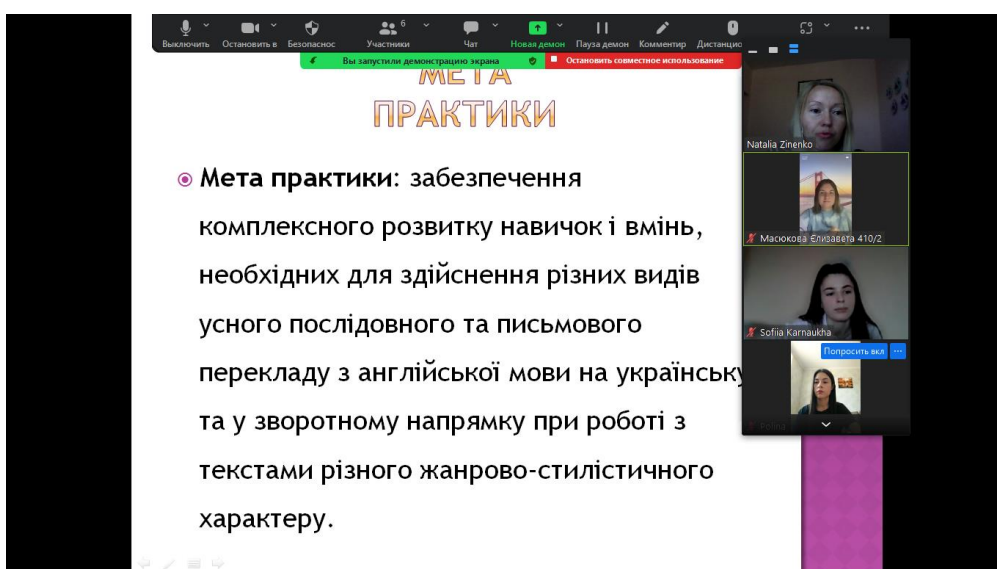 6
Выключить Остановить в Безопаснос Участники Чат Новая демон Пауза демон Комментир Дистанцио
Вы запустили демонстрацию экрана Остановить совместное использование
МЕТА
ПРАКТИКИ
Мета практики: забезпечення
комплексного розвитку навичок і вмінь,
необхідних для здійснення різних видів
усного послідовного та письмового
перекладу з англійської мови на українську
та у зворотному напрямку при роботі з
текстами різного жанрово-стилістичного
характеру.
Natalia Zinenko
Масюкова Єлизавета 410/2
Sofiia Karnaukha
Попросить вкл ...